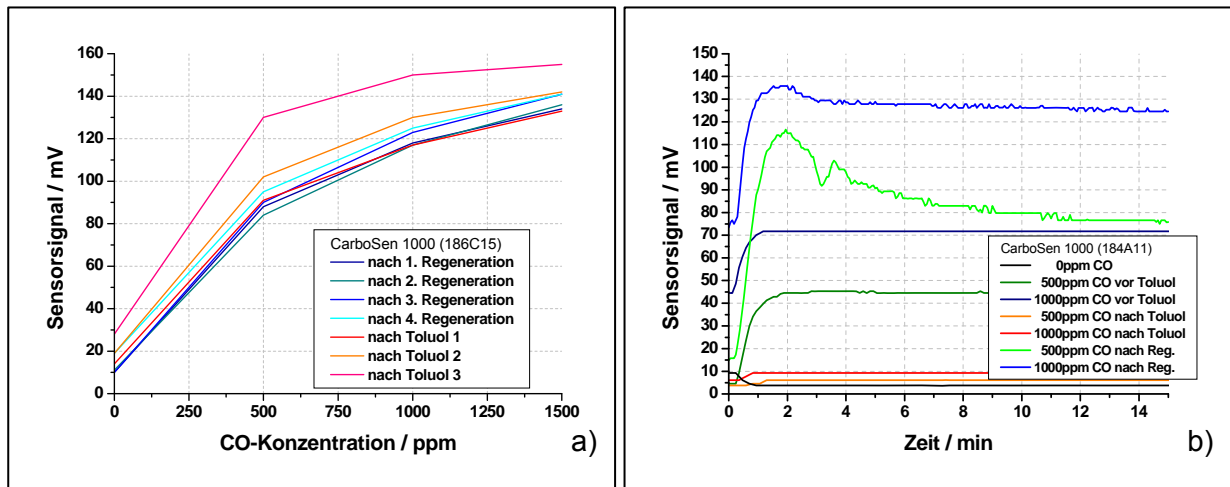 160
140
120
100
80
60
40
20
0
0 250 500 750 1000 1250 1500
Sensorsignal / mV
CO-Konzentration / ppm
CarboSen 1000 (186C15)
nach 1. Regeneration
nach 2. Regeneration
nach 3. Regeneration
nach 4. Regeneration
nach Toluol 1
nach Toluol 2
nach Toluol 3
a)
150
140
130
120
110
100
90
80
70
60
50
40
30
20
10
0
0 2 4 6 8 10 12 14
Sensorsignal / mV
Zeit / min
CarboSen 1000 (184A11)
0ppm CO
500ppm CO vor Toluol
1000ppm CO vor Toluol
500ppm CO nach Toluol
1000ppm CO nach Toluol
500ppm CO nach Reg.
1000ppm CO nach Reg.
b)